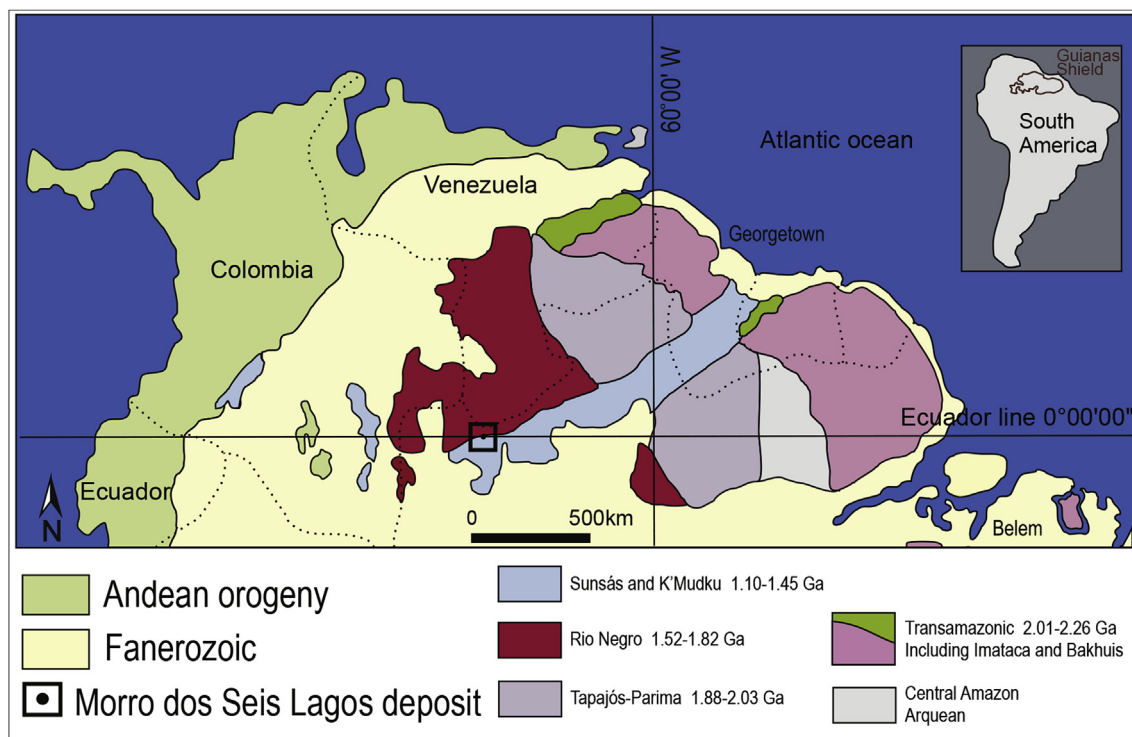 60°00' W
Guianas
Shield
South
America
Atlantic ocean
Venezuela
Georgetown
Colombia
Ecuador line 0°00'00"
Ecuador
N
0 500km
Belem
Andean orogeny
Fanerozoic
Morro dos Seis Lagos deposit
Sunsás and K'Mudku 1.10-1.45 Ga
Rio Negro 1.52-1.82 Ga
Tapajós-Parima 1.88-2.03 Ga
Transamazonic 2.01-2.26 Ga
Including Imataca and Bakhuis
Central Amazon
Arquean